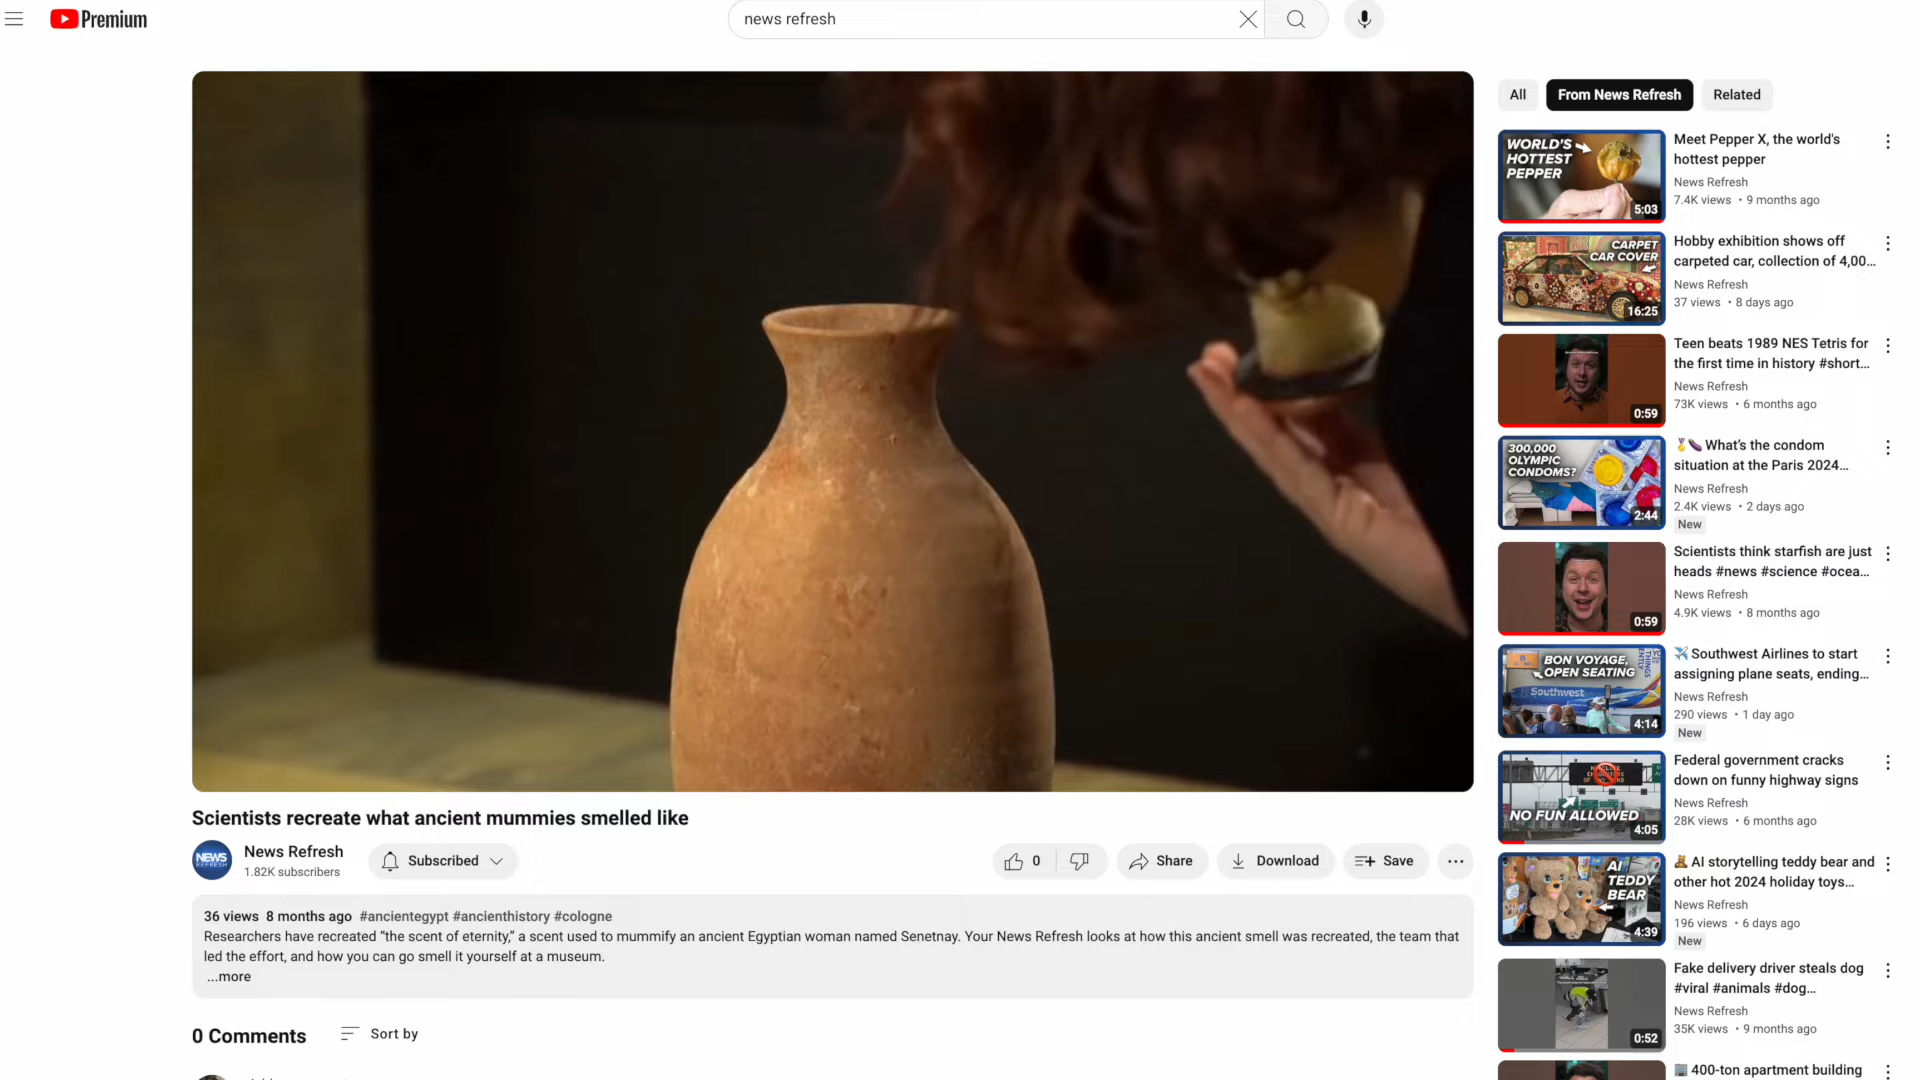 Premium
news refresh
All
From News Refresh
Related
WORLD'S
HOTTEST
PEPPER
5:03
Meet Pepper X, the world's
hottest pepper
News Refresh
7.4K views • 9 months ago
CARPET
CAR COVER
16:25
Hobby exhibition shows off
carpeted car, collection of 4,00...
News Refresh
37 views • 8 days ago
0:59
Teen beats 1989 NES Tetris for
the first time in history #short...
News Refresh
73K views • 6 months ago
300,000
OLYMPIC
CONDOMS?
2:44
🏅🍆 What's the condom
situation at the Paris 2024...
News Refresh
2.4K views • 2 days ago
New
0:59
Scientists think starfish are just
heads #news #science #ocea...
News Refresh
4.9K views • 8 months ago
BON VOYAGE,
OPEN SEATING
Southwest
4:14
✈️ Southwest Airlines to start
assigning plane seats, ending...
News Refresh
290 views • 1 day ago
New
NO FUN ALLOWED
4:05
Federal government cracks
down on funny highway signs
News Refresh
28K views • 6 months ago
AI
TEDDY
BEAR
4:39
🧸 AI storytelling teddy bear and
other hot 2024 holiday toys...
News Refresh
196 views • 6 days ago
New
0:52
Fake delivery driver steals dog
#viral #animals #dog...
News Refresh
35K views • 9 months ago
🏢 400-ton apartment building
Scientists recreate what ancient mummies smelled like
NEWS
REFRESH
News Refresh
1.82K subscribers
Subscribed
0
Share
Download
Save
36 views 8 months ago #ancientegypt #ancienthistory #cologne
Researchers have recreated “the scent of eternity,” a scent used to mummify an ancient Egyptian woman named Senetnay. Your News Refresh looks at how this ancient smell was recreated, the team that
led the effort, and how you can go smell it yourself at a museum.
...more
0 Comments
Sort by